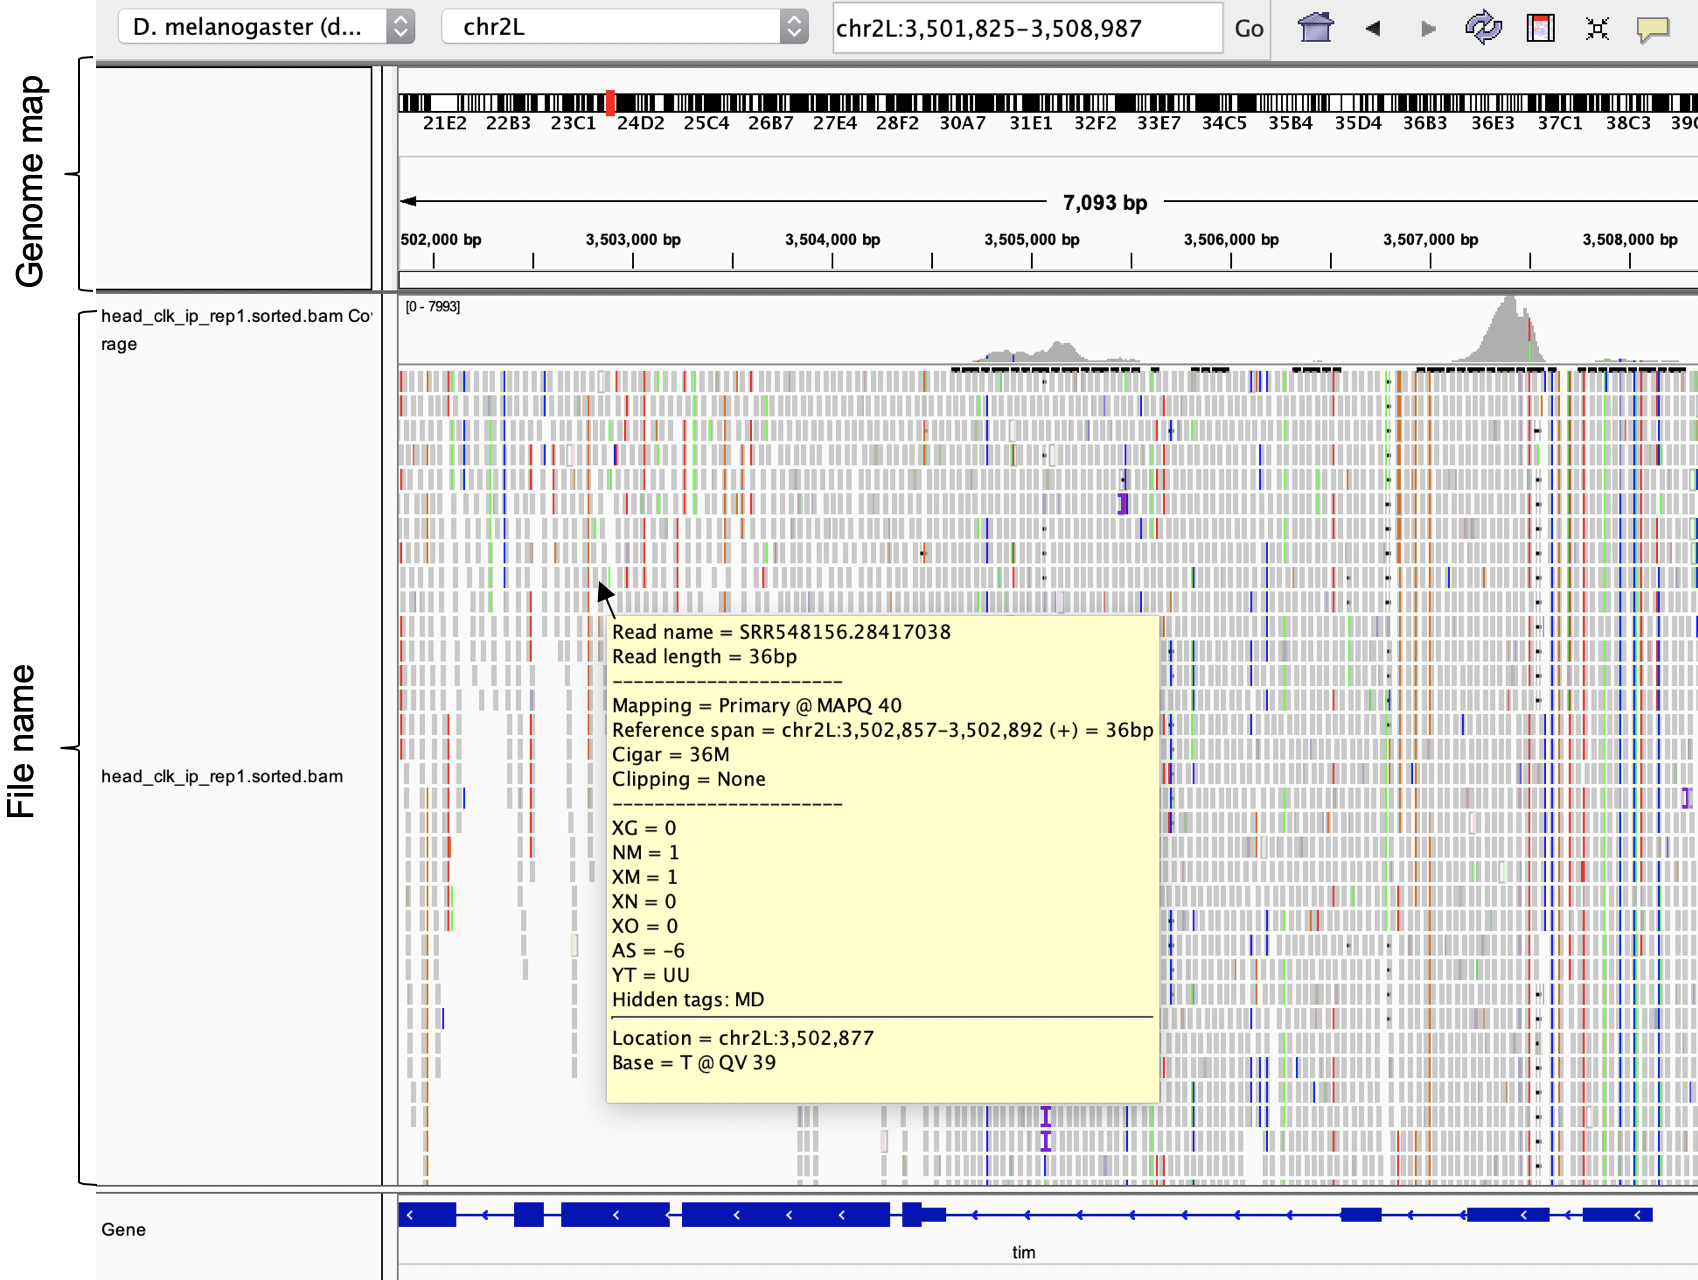 D. melanogaster (d...
chr2L
chr2L:3,501,825-3,508,987
Go
Genome map
21E2 22B3 23C1 24D2 25C4 26B7 27E4 28F2 30A7 31E1 32F2 33E7 34C5 35B4 35D4 36B3 36E3 37C1 38C3
7,093 bp
502,000 bp 3,503,000 bp 3,504,000 bp 3,505,000 bp 3,506,000 bp 3,507,000 bp 3,508,000 bp
File name
head_clk_ip_rep1.sorted.bam Co
rage
[0 - 7993]
head_clk_ip_rep1.sorted.bam
Read name = SRR548156.28417038
Read length = 36bp
----------------------
Mapping = Primary @ MAPQ 40
Reference span = chr2L:3,502,857-3,502,892 (+) = 36bp
Cigar = 36M
Clipping = None
----------------------
XG = 0
NM = 1
XM = 1
XN = 0
XO = 0
AS = -6
YT = UU
Hidden tags: MD
Location = chr2L:3,502,877
Base = T @ QV 39
Gene
tim